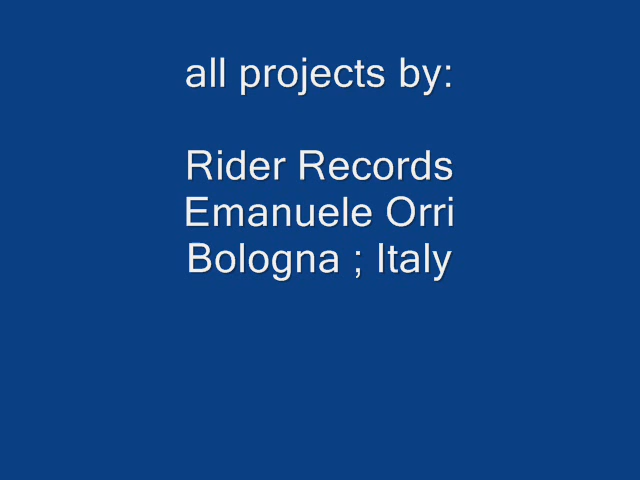 all projects by:
Rider Records
Emanuele Orri
Bologna ; Italy